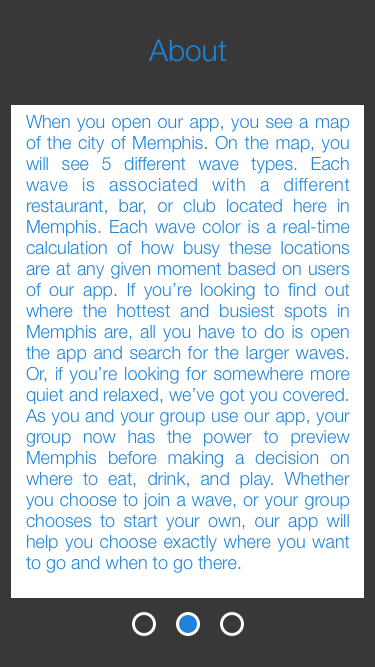 About
When you open our app, you see a map
of the city of Memphis. On the map, you
will see 5 different wave types. Each
wave is associated with a different
restaurant, bar, or club located here in
Memphis. Each wave color is a real-time
calculation of how busy these locations
are at any given moment based on users
of our app. If you’re looking to find out
where the hottest and busiest spots in
Memphis are, all you have to do is open
the app and search for the larger waves.
Or, if you’re looking for somewhere more
quiet and relaxed, we’ve got you covered.
As you and your group use our app, your
group now has the power to preview
Memphis before making a decision on
where to eat, drink, and play. Whether
you choose to join a wave, or your group
chooses to start your own, our app will
help you choose exactly where you want
to go and when to go there.